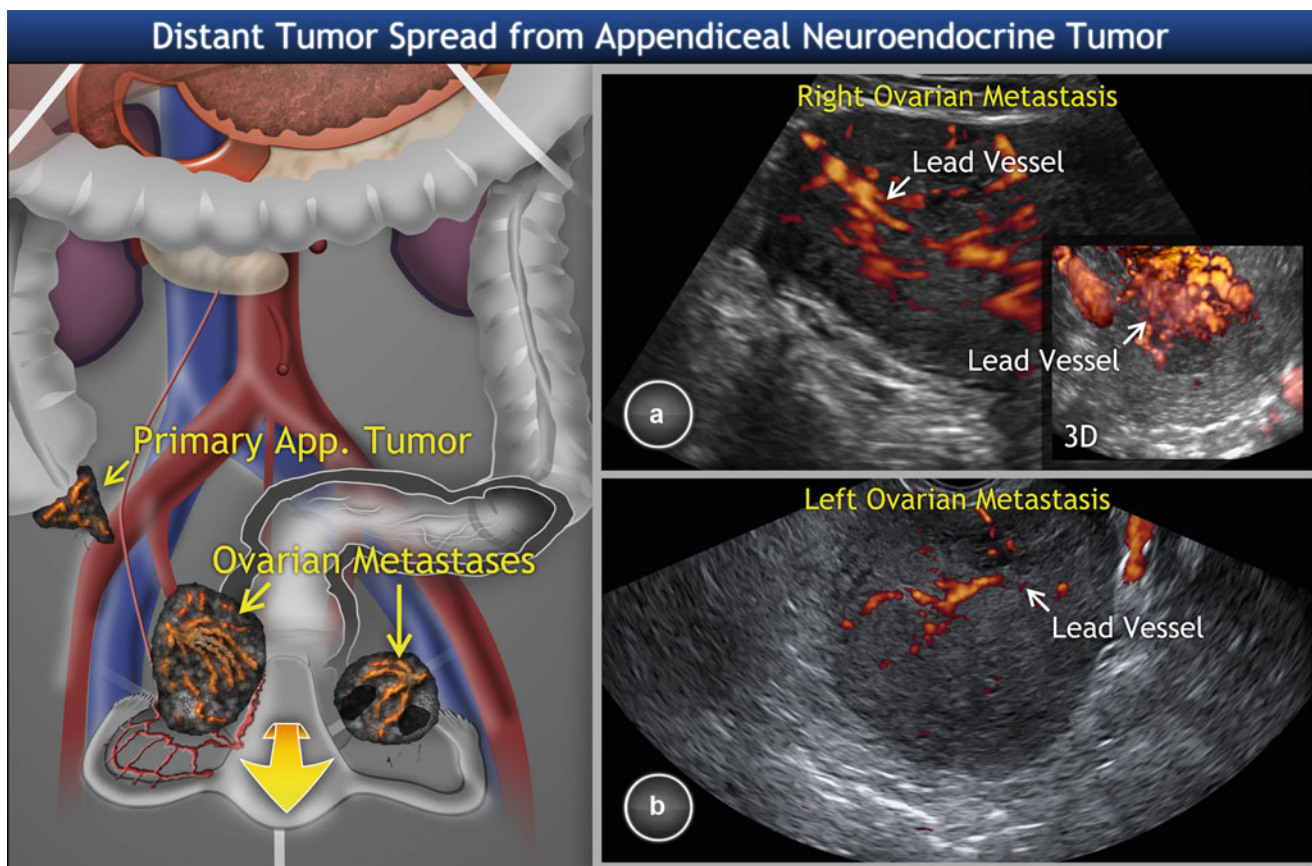 Distant Tumor Spread from Appendiceal Neuroendocrine Tumor
Primary App. Tumor
Ovarian Metastases
Right Ovarian Metastasis
Lead Vessel
Lead Vessel
3D
a
Left Ovarian Metastasis
Lead Vessel
b